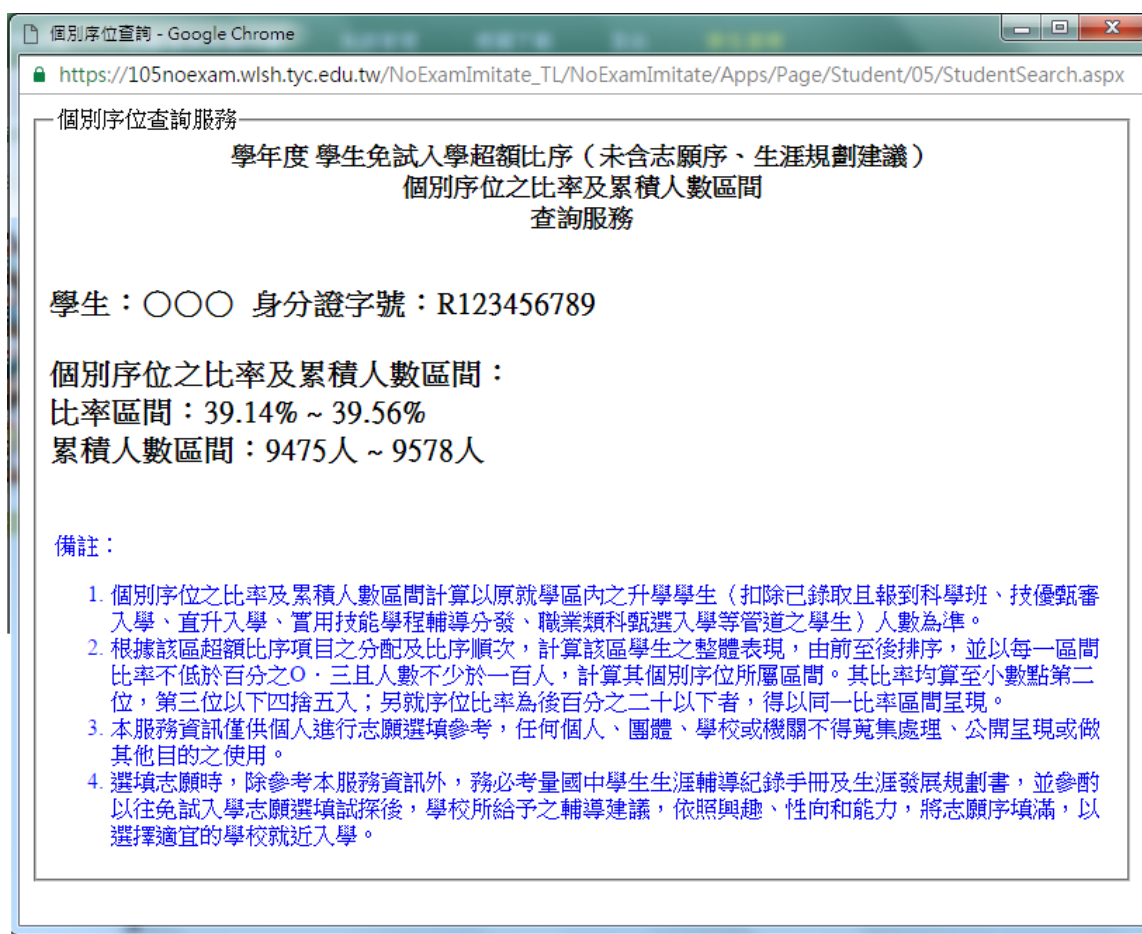 個別序位查詢 - Google Chrome
https://105noexam.wlsh.tyc.edu.tw/NoExamImitate_TL/NoExamImitate/Apps/Page/Student/05/StudentSearch.aspx
個別序位查詢服務
學年度 學生免試入學超額比序（未含志願序、生涯規劃建議）
個別序位之比率及累積人數區間
查詢服務
學生：○○○ 身分證字號：R123456789
個別序位之比率及累積人數區間：
比率區間：39.14% ~ 39.56%
累積人數區間：9475人 ~ 9578人
備註：
1. 個別序位之比率及累積人數區間計算以原就學區內之升學學生（扣除已錄取且報到科學班、技優甄審
入學、直升入學、實用技能學程輔導分發、職業類科甄選入學等管道之學生）人數為準。
2. 根據該區超額比序項目之分配及比序順次，計算該區學生之整體表現，由前至後排序，並以每一區間
比率不低於百分之O．三且人數不少於一百人，計算其個別序位所屬區間。其比率均算至小數點第二
位，第三位以下四捨五入；另就序位比率為後百分之二十以下者，得以同一比率區間呈現。
3. 本服務資訊僅供個人進行志願選填參考，任何個人、團體、學校或機關不得蒐集處理、公開呈現或做
其他目的之使用。
4. 選填志願時，除參考本服務資訊外，務必考量國中學生生涯輔導紀錄手冊及生涯發展規劃書，並參酌
以往免試入學志願選填試探後，學校所給予之輔導建議，依照興趣、性向和能力，將志願序填滿，以
選擇適宜的學校就近入學。